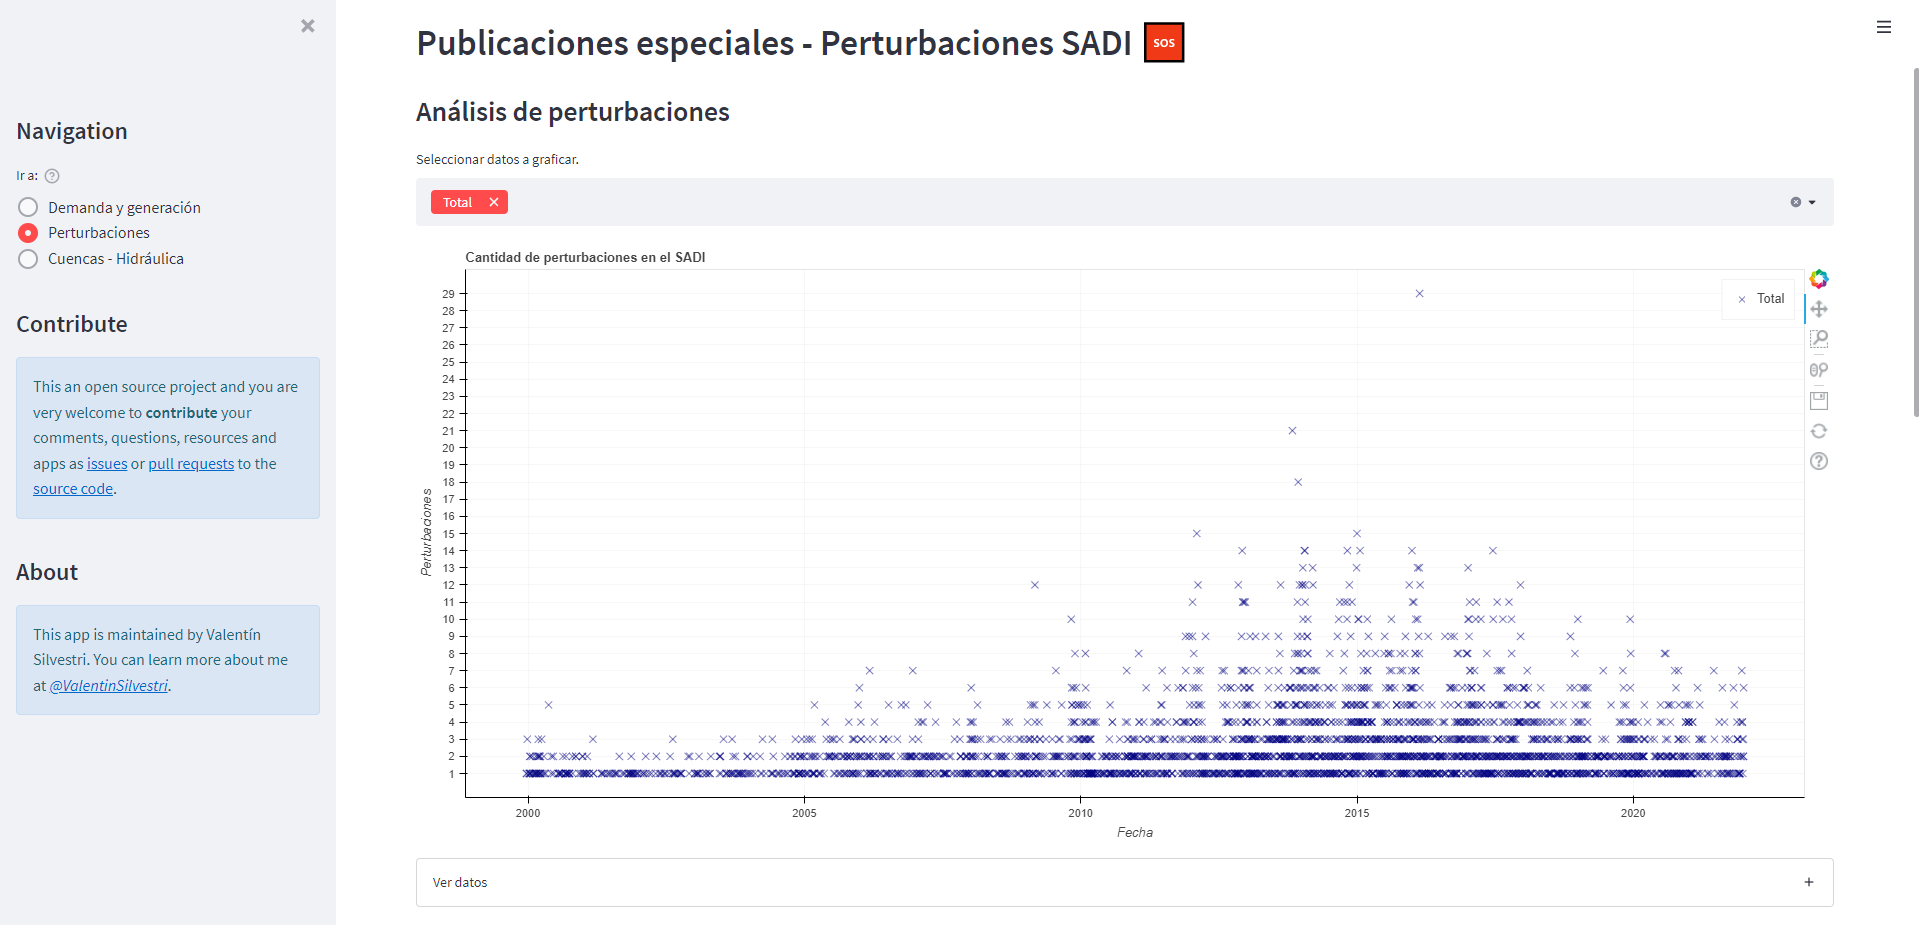 Navigation
Ir a:
Demanda y generación
Perturbaciones
Cuencas - Hidráulica
Contribute
This an open source project and you are
very welcome to contribute your
comments, questions, resources and
apps as issues or pull requests to the
source code.
About
This app is maintained by Valentín
Silvestri. You can learn more about me
at @ValentinSilvestri.
Publicaciones especiales - Perturbaciones SADI SOS
Análisis de perturbaciones
Seleccionar datos a graficar.
Total
Cantidad de perturbaciones en el SADI
Total
29
28
27
26
25
24
23
22
21
20
19
18
17
16
15
14
13
12
11
10
9
8
7
6
5
4
3
2
1
Perturbaciones
2000 2005 2010 2015 2020
Fecha
Ver datos